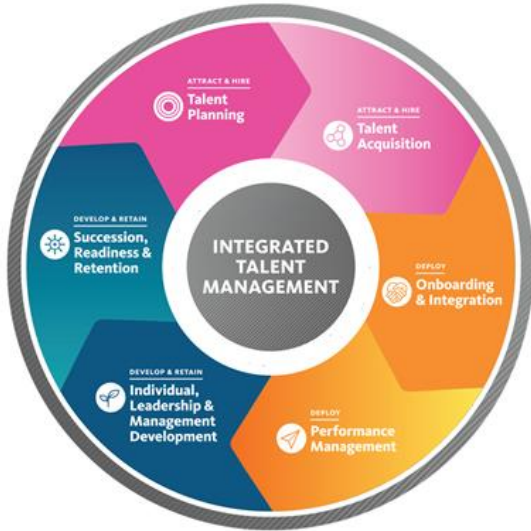 ATTRACT & HIRE
Talent
Planning
ATTRACT & HIRE
Talent
Acquisition
DEPLOY
Onboarding
& Integration
DEPLOY
Performance
Management
DEVELOP & RETAIN
Individual,
Leadership &
Management
Development
DEVELOP & RETAIN
Succession,
Readiness &
Retention
INTEGRATED
TALENT
MANAGEMENT